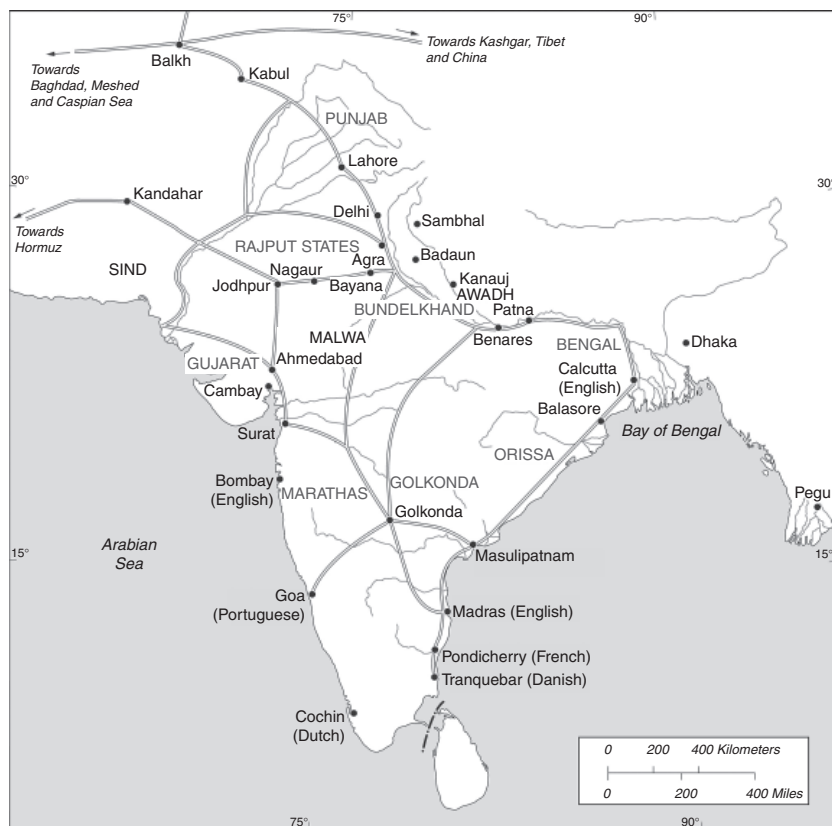 75°
90°
Towards Kashgar, Tibet
and China
Balkh
Towards
Baghdad, Meshed
and Caspian Sea
Kabul
PUNJAB
Lahore
30°
30°
Kandahar
Towards
Hormuz
Delhi
Sambhal
RAJPUT STATES
Badaun
Agra
SIND
Nagaur
Jodhpur
Bayana
Kanauj
AWADH
BUNDELKHAND
Patna
Benares
MALWA
BENGAL
Dhaka
GUJARAT
Ahmedabad
Calcutta
(English)
Cambay
Balasore
Surat
Bay of Bengal
ORISSA
Bombay
(English)
MARATHAS
GOLKONDA
Golkonda
Pegu
Arabian
Sea
Masulipatnam
15°
15°
Goa
(Portuguese)
Madras (English)
Pondicherry (French)
Tranquebar (Danish)
Cochin
(Dutch)
0 200 400 Kilometers
0 200 400 Miles
75°
90°